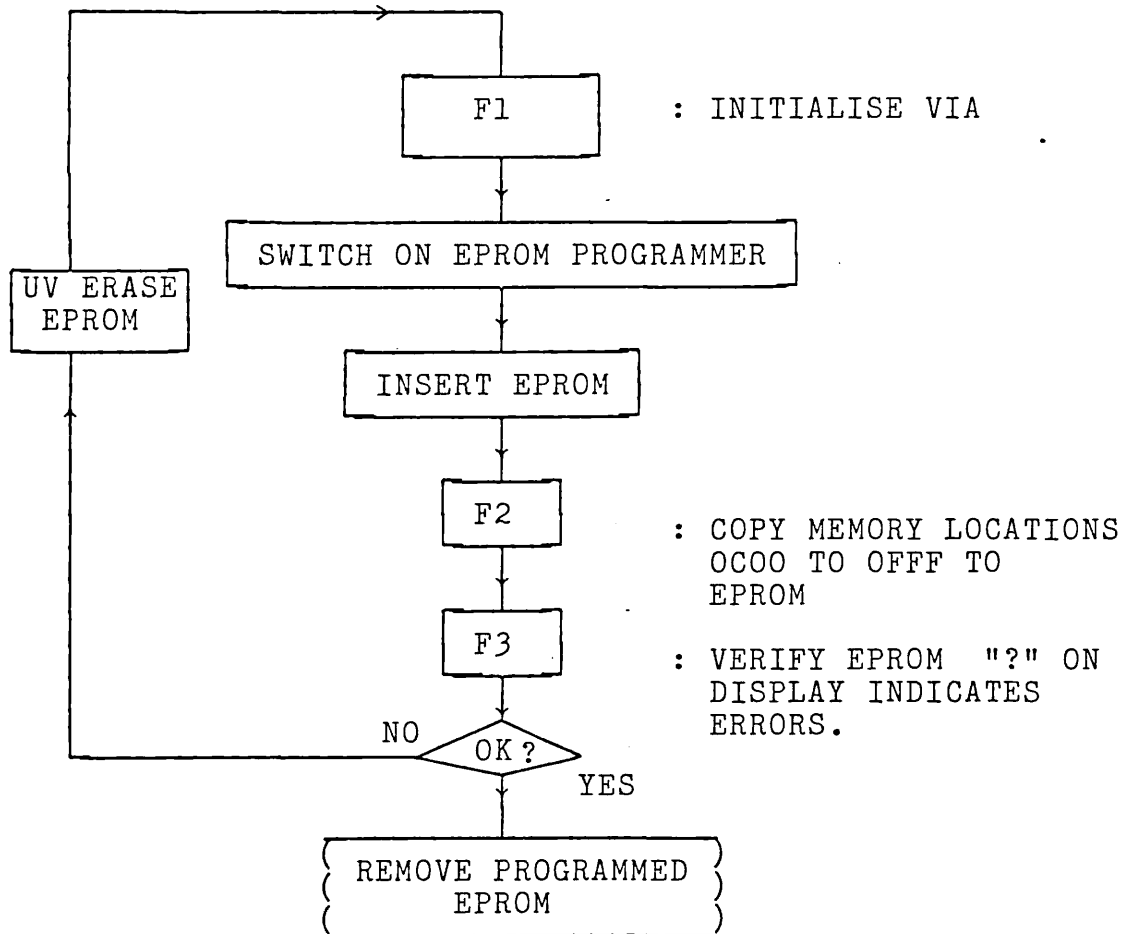 F1
: INITIALISE VIA
SWITCH ON EPROM PROGRAMMER
UV ERASE
EPROM
INSERT EPROM
F2
: COPY MEMORY LOCATIONS
0C00 TO 0FFF TO
EPROM
F3
: VERIFY EPROM "?" ON
DISPLAY INDICATES
ERRORS.
NO
OK?
YES
REMOVE PROGRAMMED
EPROM